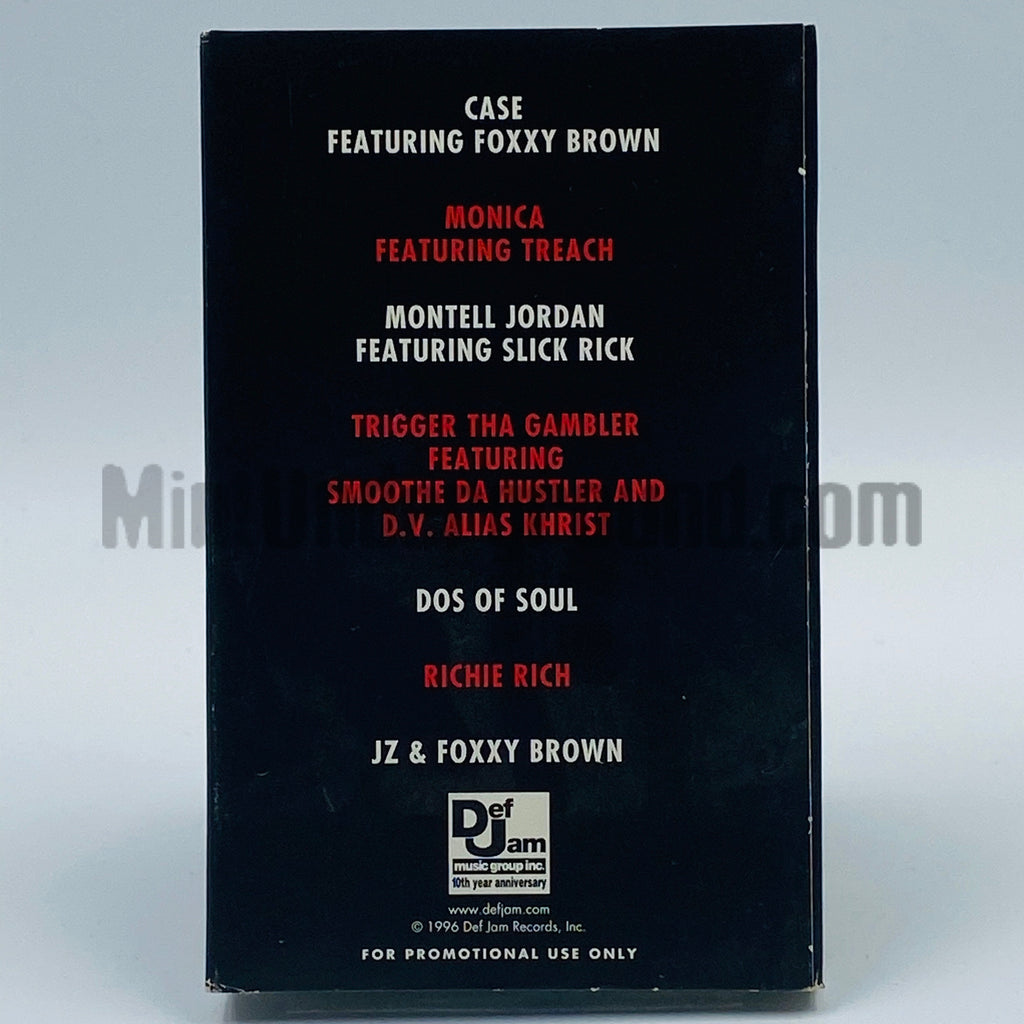 CASE
FEATURING FOXXY BROWN
MONICA
FEATURING TREACH
MONTELL JORDAN
FEATURING SLICK RICK
TRIGGER THA GAMBLER
FEATURING
SMOOTHE DA HUSTLER AND
D.V. ALIAS KHRIST
DOS OF SOUL
RICHIE RICH
JZ & FOXXY BROWN
Def
Jam
music group inc.
10th year anniversary
www.defjam.com
© 1996 Def Jam Records, Inc.
FOR PROMOTIONAL USE ONLY